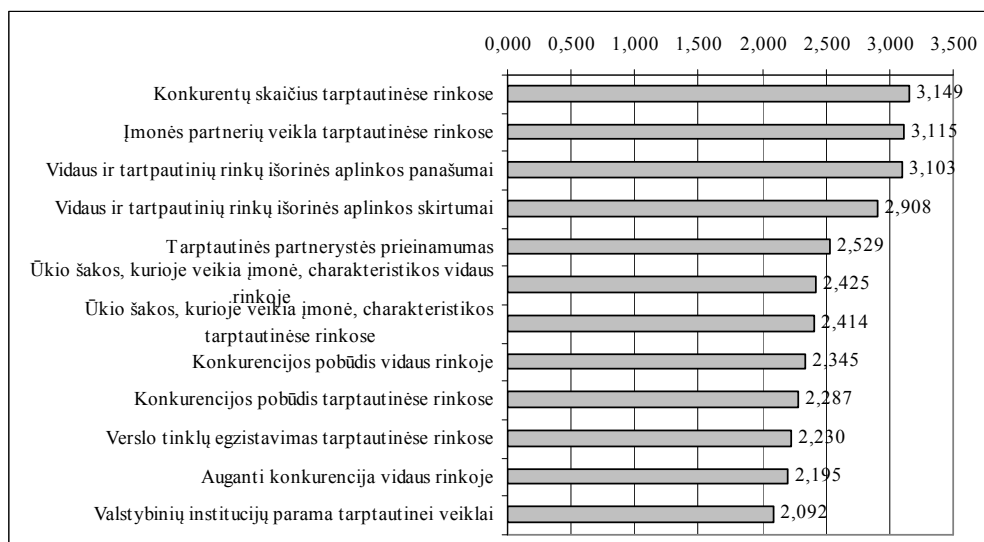 0,000 0,500 1,000 1,500 2,000 2,500 3,000 3,500
Konkurentų skaičius tarptautinėse rinkose 3,149
Įmonės partnerių veikla tarptautinėse rinkose 3,115
Vidaus ir tartpautinių rinkų išorinės aplinkos panašumai 3,103
Vidaus ir tartpautinių rinkų išorinės aplinkos skirtumai 2,908
Tarptautinės partnerystės prieinamumas 2,529
Ūkio šakos, kurioje veikia įmonė, charakteristikos vidaus
rinkoje 2,425
Ūkio šakos, kurioje veikia įmonė, charakteristikos
tarptautinėse rinkose 2,414
Konkurencijos pobūdis vidaus rinkoje 2,345
Konkurencijos pobūdis tarptautinėse rinkose 2,287
Verslo tinklų egzistavimas tarptautinėse rinkose 2,230
Auganti konkurencija vidaus rinkoje 2,195
Valstybinių institucijų parama tarptautinei veiklai 2,092